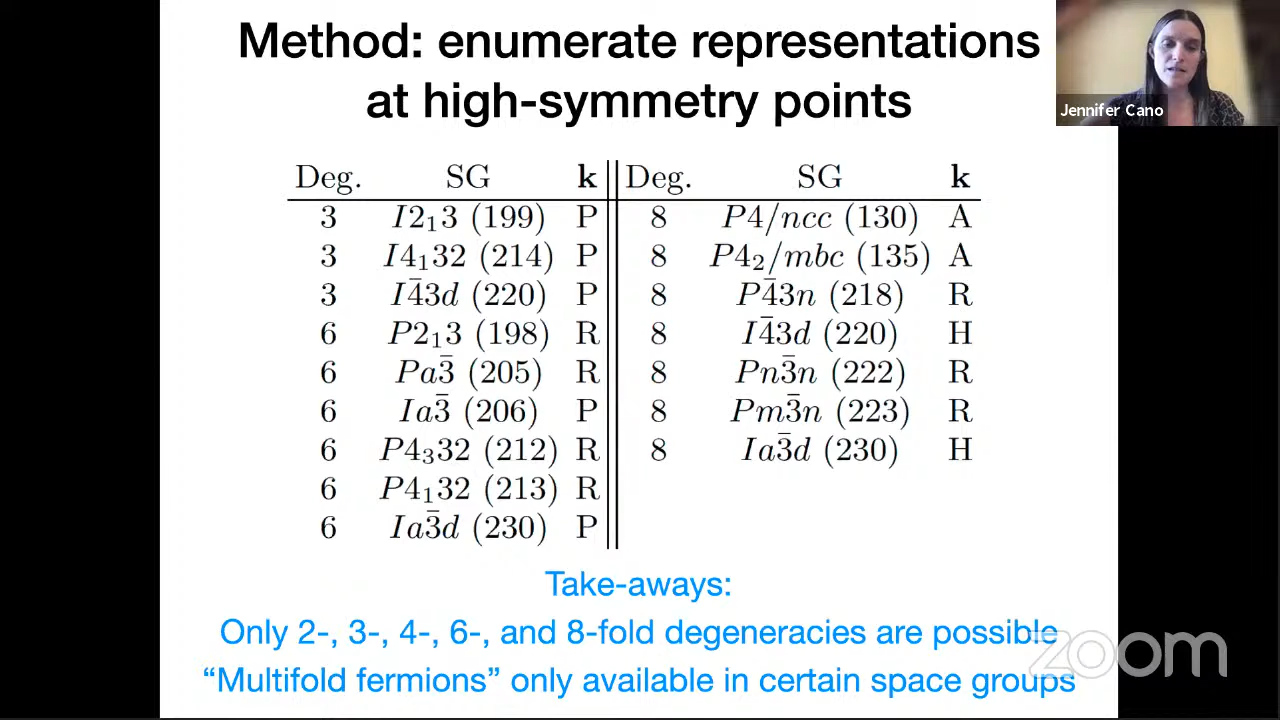 Method: enumerate representations
at high-symmetry points
Jennifer Cano
Deg. SG k Deg. SG k
3 I2₁3 (199) P 8 P4/ncc (130) A
3 I4₁32 (214) P 8 P4₂/mbc (135) A
3 I4̅3d (220) P 8 P4̅3n (218) R
6 P2₁3 (198) R 8 I4̅3d (220) H
6 Pa3̅ (205) R 8 Pn3̅n (222) R
6 Ia3̅ (206) P 8 Pm3̅n (223) R
6 P4₃32 (212) R 8 Ia3̅d (230) H
6 P4₁32 (213) R
6 Ia3̅d (230) P
Take-aways:
Only 2-, 3-, 4-, 6-, and 8-fold degeneracies are possible
“Multifold fermions” only available in certain space groups
zoom